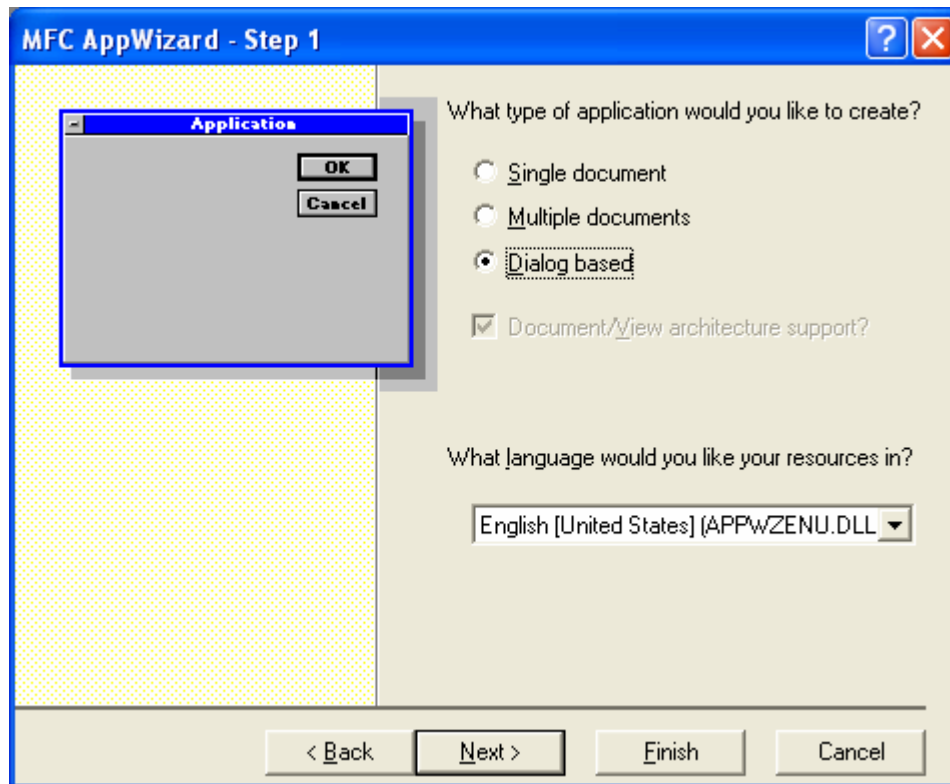 MFC AppWizard - Step 1
Application
OK
Cancel
What type of application would you like to create?
Single document
Multiple documents
Dialog based
Document/View architecture support?
What language would you like your resources in?
English [United States] (APPWZENU.DLL
< Back Next > Finish Cancel